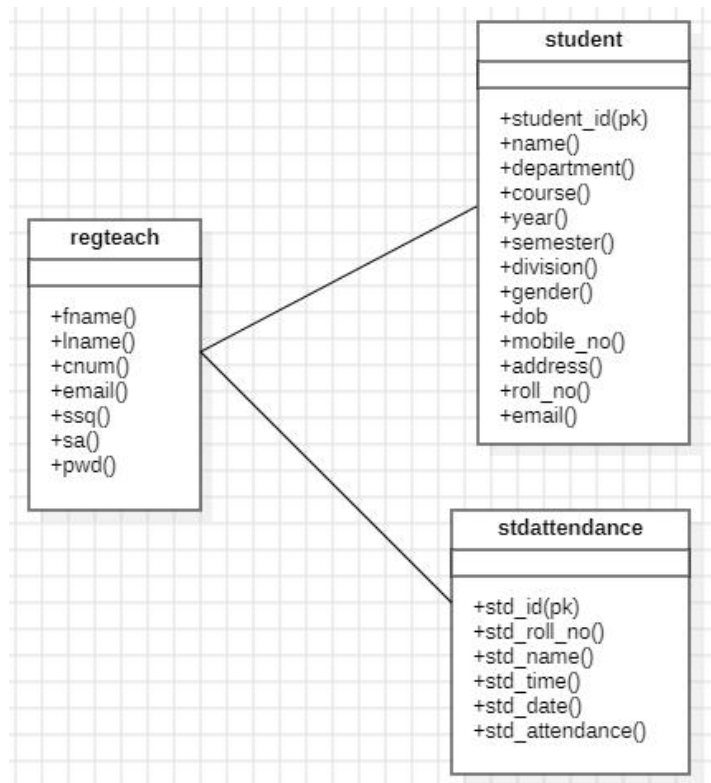 student
+student_id(pk)
+name()
+department()
+course()
+year()
+semester()
+division()
+gender()
+dob
+mobile_no()
+address()
+roll_no()
+email()
regteach
+fname()
+lname()
+cnum()
+email()
+ssq()
+sa()
+pwd()
stdattendance
+std_id(pk)
+std_roll_no()
+std_name()
+std_time()
+std_date()
+std_attendance()